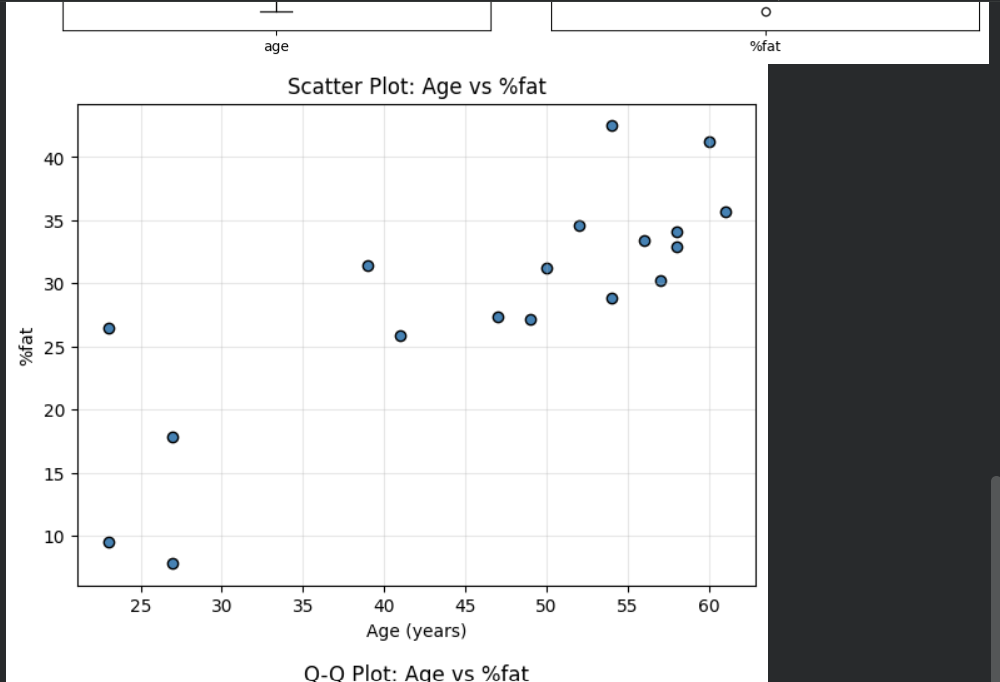 age
%fat
Scatter Plot: Age vs %fat
40
35
30
25
20
15
10
%fat
25 30 35 40 45 50 55 60
Age (years)
Q-Q Plot: Age vs %fat